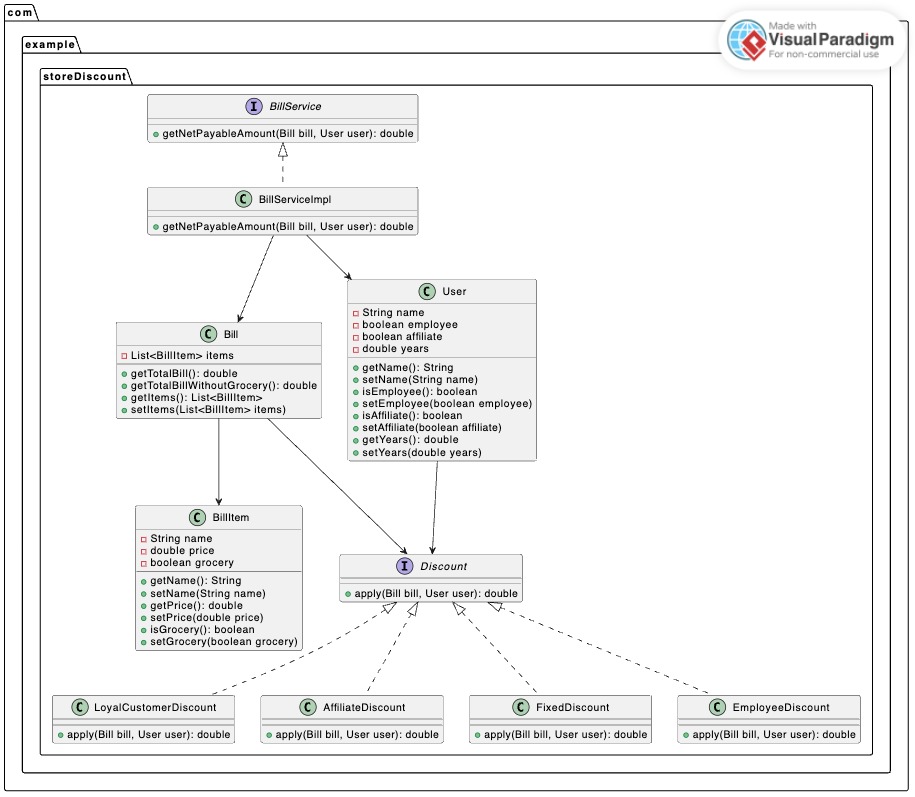 com
Made with
Visual Paradigm
For non-commercial use
example
storeDiscount
I BillService
getNetPayableAmount(Bill bill, User user): double
C BillServiceImpl
getNetPayableAmount(Bill bill, User user): double
C User
String name
boolean employee
boolean affiliate
double years
getName(): String
setName(String name)
isEmployee(): boolean
setEmployee(boolean employee)
isAffiliate(): boolean
setAffiliate(boolean affiliate)
getYears(): double
setYears(double years)
C Bill
List<BillItem> items
getTotalBill(): double
getTotalBillWithoutGrocery(): double
getItems(): List<BillItem>
setItems(List<BillItem> items)
C BillItem
String name
double price
boolean grocery
getName(): String
setName(String name)
getPrice(): double
setPrice(double price)
isGrocery(): boolean
setGrocery(boolean grocery)
I Discount
apply(Bill bill, User user): double
C LoyalCustomerDiscount
apply(Bill bill, User user): double
C AffiliateDiscount
apply(Bill bill, User user): double
C FixedDiscount
apply(Bill bill, User user): double
C EmployeeDiscount
apply(Bill bill, User user): double